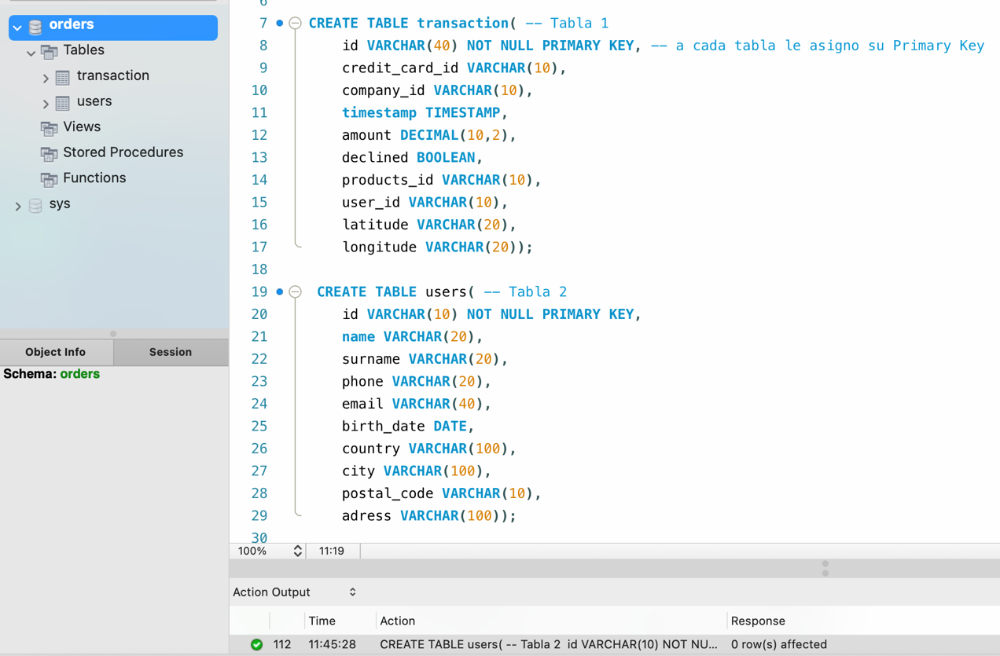 orders
Tables
transaction
users
Views
Stored Procedures
Functions
sys
Object Info Session
Schema: orders
6
7 CREATE TABLE transaction( -- Tabla 1
8 id VARCHAR(40) NOT NULL PRIMARY KEY, -- a cada tabla le asigno su Primary Key
9 credit_card_id VARCHAR(10),
10 company_id VARCHAR(10),
11 timestamp TIMESTAMP,
12 amount DECIMAL(10,2),
13 declined BOOLEAN,
14 products_id VARCHAR(10),
15 user_id VARCHAR(10),
16 latitude VARCHAR(20),
17 longitude VARCHAR(20));
18
19 CREATE TABLE users( -- Tabla 2
20 id VARCHAR(10) NOT NULL PRIMARY KEY,
21 name VARCHAR(20),
22 surname VARCHAR(20),
23 phone VARCHAR(20),
24 email VARCHAR(40),
25 birth_date DATE,
26 country VARCHAR(100),
27 city VARCHAR(100),
28 postal_code VARCHAR(10),
29 adress VARCHAR(100));
30
100% 11:19
Action Output
Time Action Response
112 11:45:28 CREATE TABLE users( -- Tabla 2 id VARCHAR(10) NOT NU... 0 row(s) affected